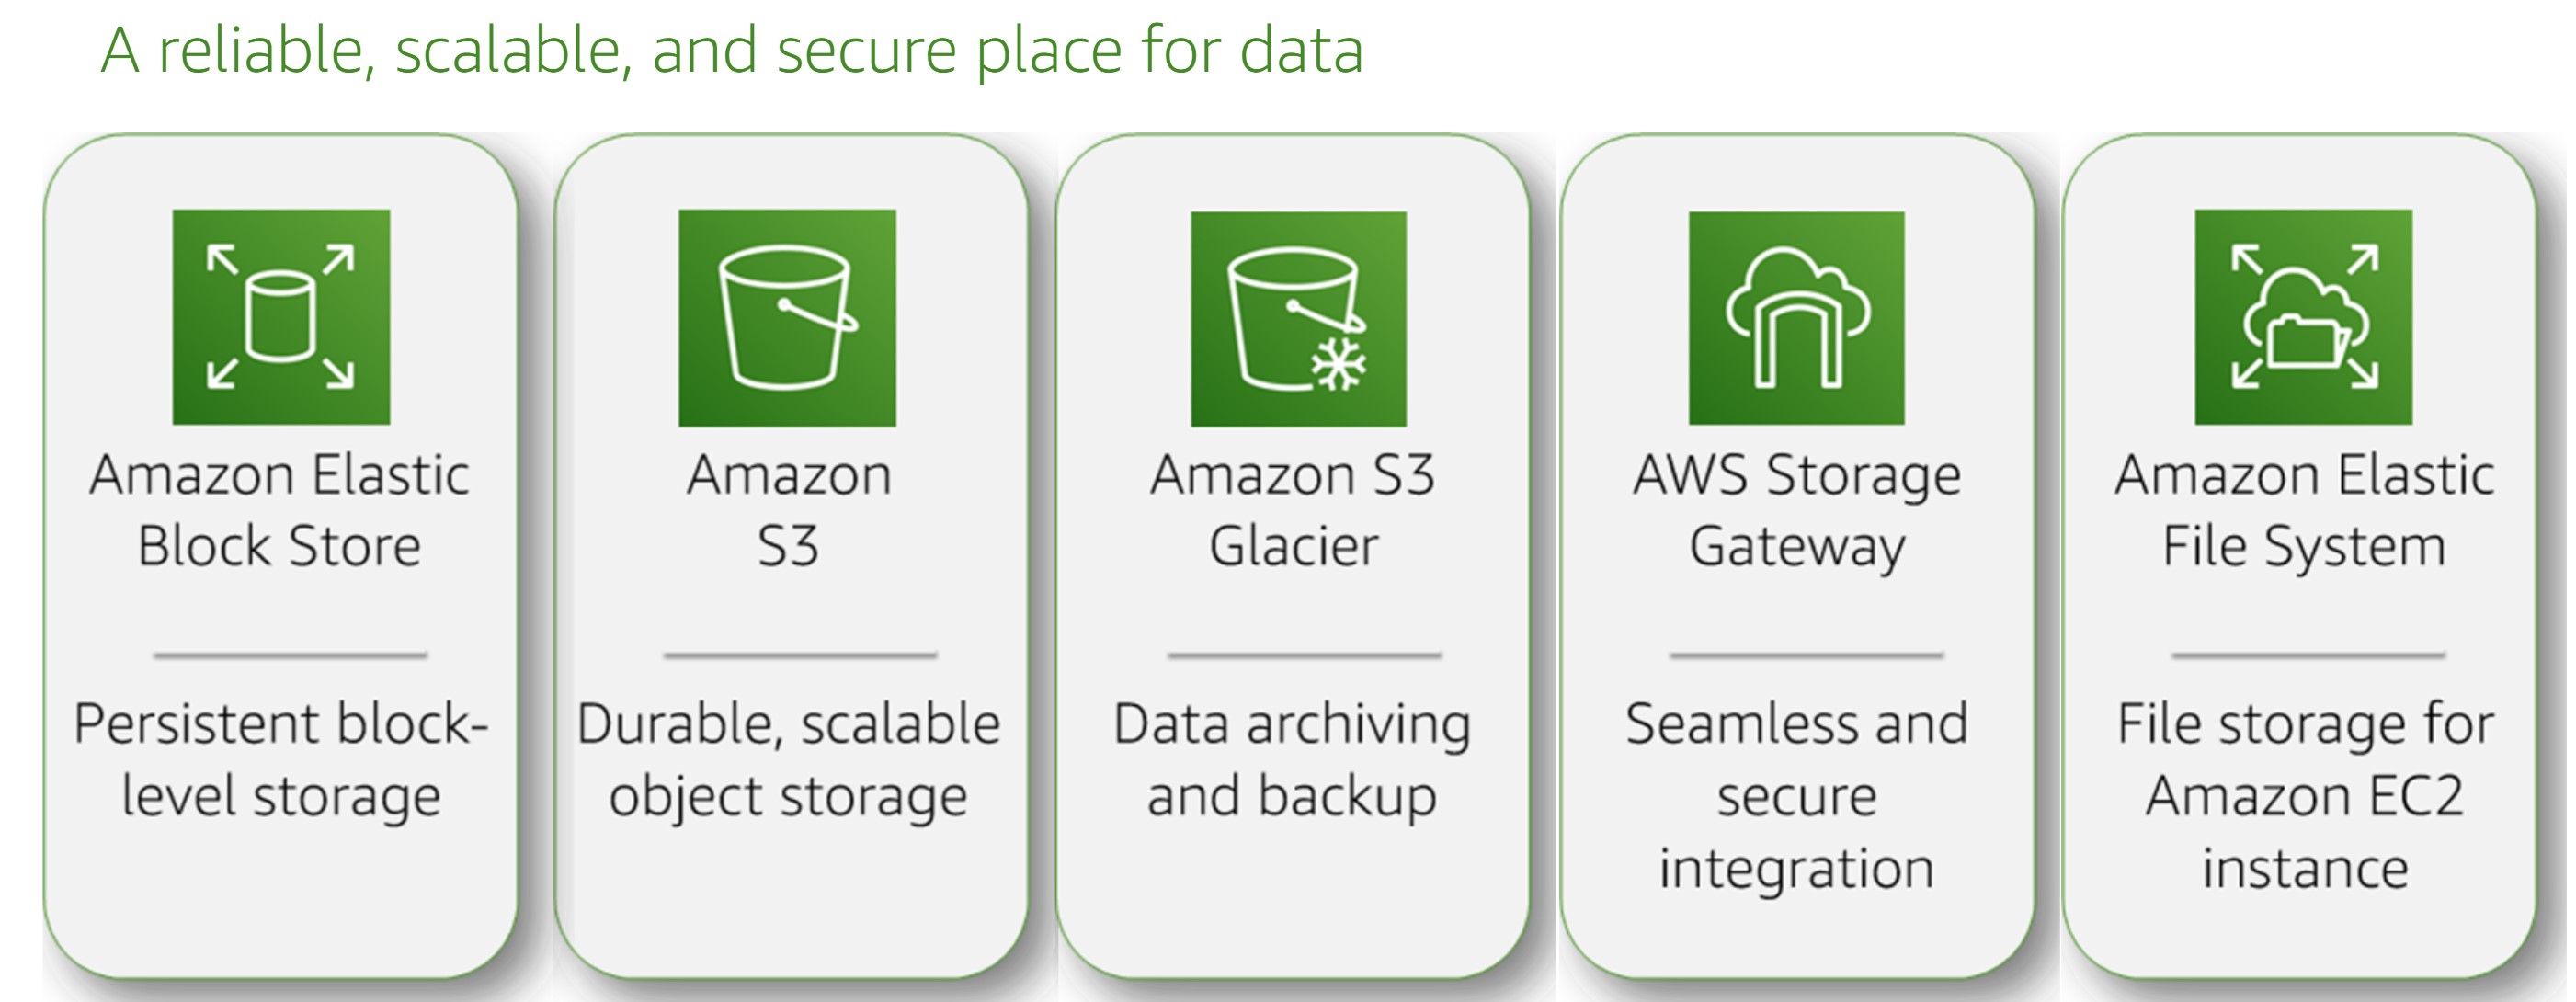 A reliable, scalable, and secure place for data
Amazon Elastic
Block Store
Persistent block-
level storage
Amazon
S3
Durable, scalable
object storage
Amazon S3
Glacier
Data archiving
and backup
AWS Storage
Gateway
Seamless and
secure
integration
Amazon Elastic
File System
File storage for
Amazon EC2
instance